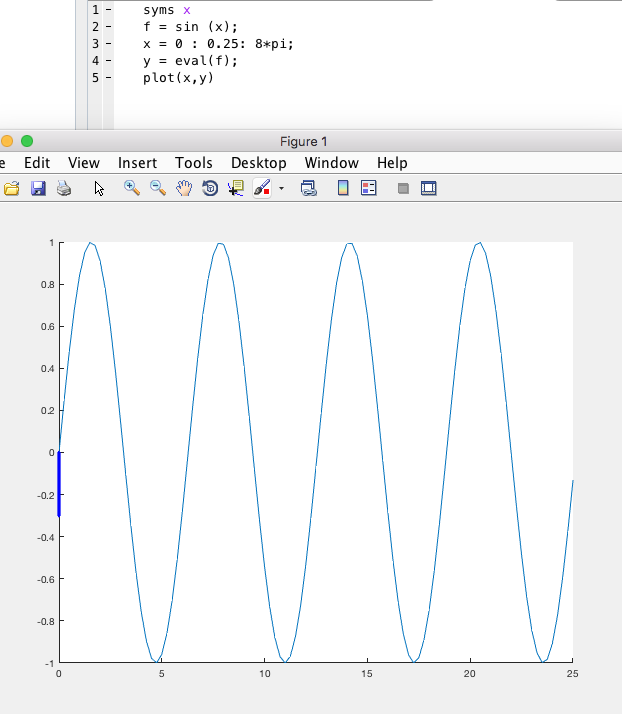 1 - syms x
2 - f = sin (x);
3 - x = 0 : 0.25: 8*pi;
4 - y = eval(f);
5 - plot(x,y)
Figure 1
e Edit View Insert Tools Desktop Window Help
1
0.8
0.6
0.4
0.2
0
-0.2
-0.4
-0.6
-0.8
-1
0 5 10 15 20 25